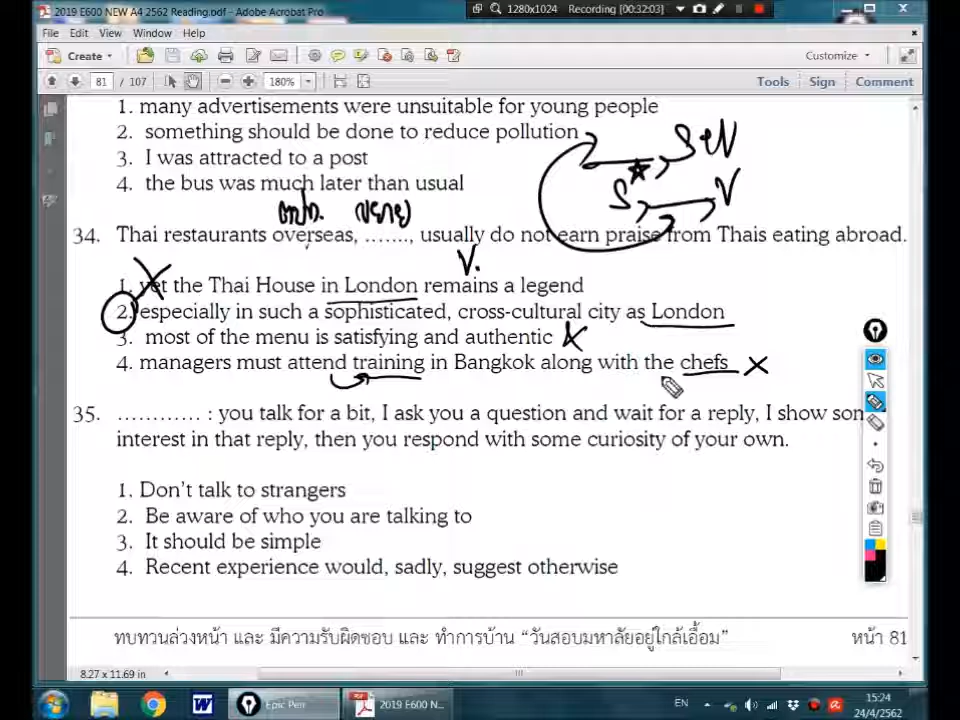 2019 E600 NEW A4 2562 Reading.pdf - Adobe Acrobat Pro
1280x1024 Recording [00:32:03]
File Edit View Window Help
Create Customize
81 / 107 180% Tools Sign Comment
1. many advertisements were unsuitable for young people
2. something should be done to reduce pollution
3. I was attracted to a post
4. the bus was much later than usual
S V
34. Thai restaurants overseas, ......., usually do not earn praise from Thais eating abroad.
V.
1. yet the Thai House in London remains a legend
2. especially in such a sophisticated, cross-cultural city as London
3. most of the menu is satisfying and authentic
4. managers must attend training in Bangkok along with the chefs
35. ............ : you talk for a bit, I ask you a question and wait for a reply, I show som
interest in that reply, then you respond with some curiosity of your own.
1. Don't talk to strangers
2. Be aware of who you are talking to
3. It should be simple
4. Recent experience would, sadly, suggest otherwise
ทบทวนล่วงหน้า และ มีความรับผิดชอบ และ ทำการบ้าน “วันสอบมหาลัยอยู่ใกล้เอื้อม” หน้า 81
8.27 x 11.69 in
Epic Pen 2019 E600 N... EN 15:24
24/4/2562